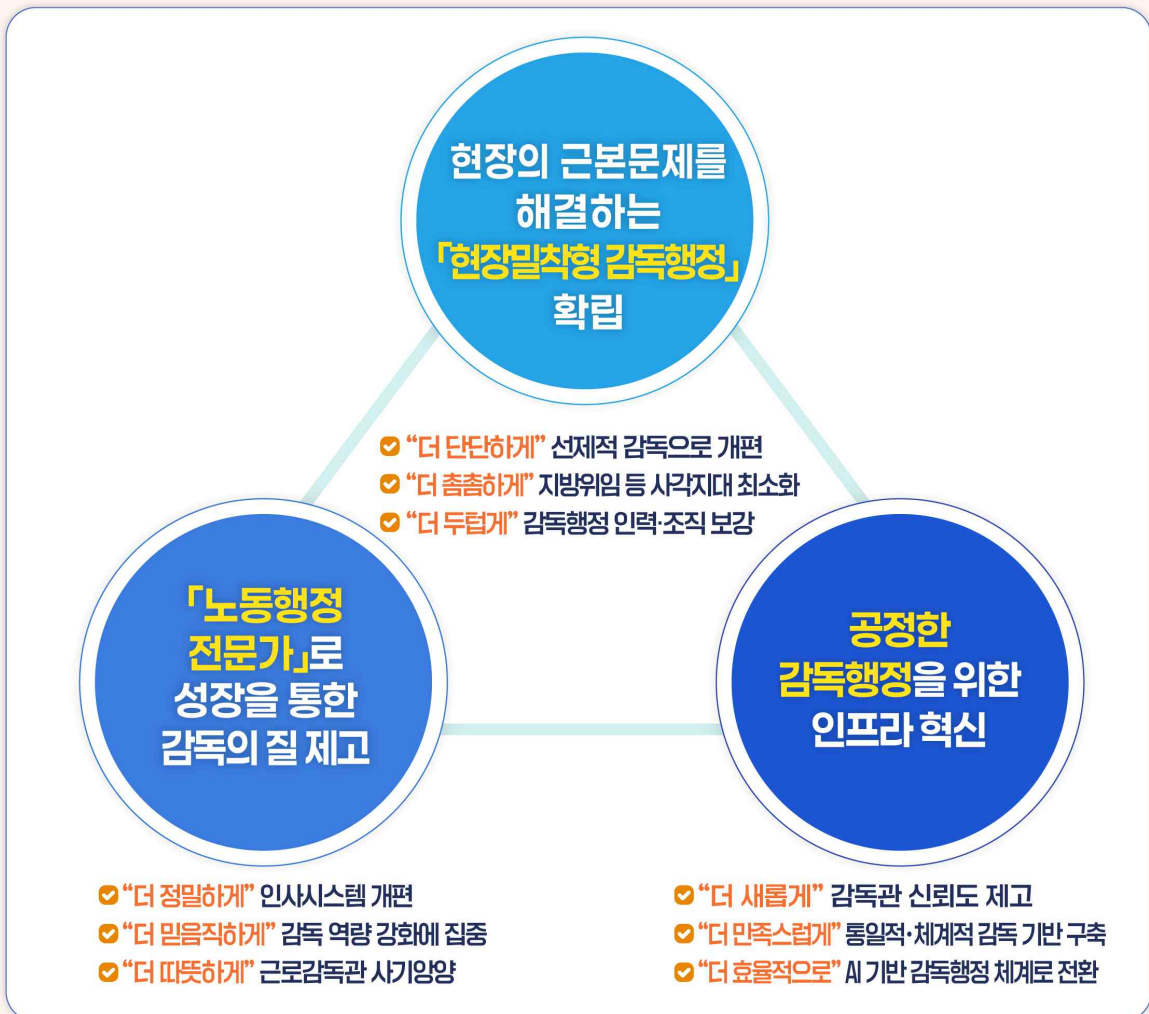 현장의 근본문제를
해결하는
「현장밀착형 감독행정」
확립
“더 단단하게” 선제적 감독으로 개편
“더 촘촘하게” 지방위임 등 사각지대 최소화
“더 두텁게” 감독행정 인력·조직 보강
「노동행정
전문가」로
성장을 통한
감독의 질 제고
“더 정밀하게” 인사시스템 개편
“더 믿음직하게” 감독 역량 강화에 집중
“더 따뜻하게” 근로감독관 사기앙양
공정한
감독행정을 위한
인프라 혁신
“더 새롭게” 감독관 신뢰도 제고
“더 만족스럽게” 통일적·체계적 감독 기반 구축
“더 효율적으로” AI 기반 감독행정 체계로 전환